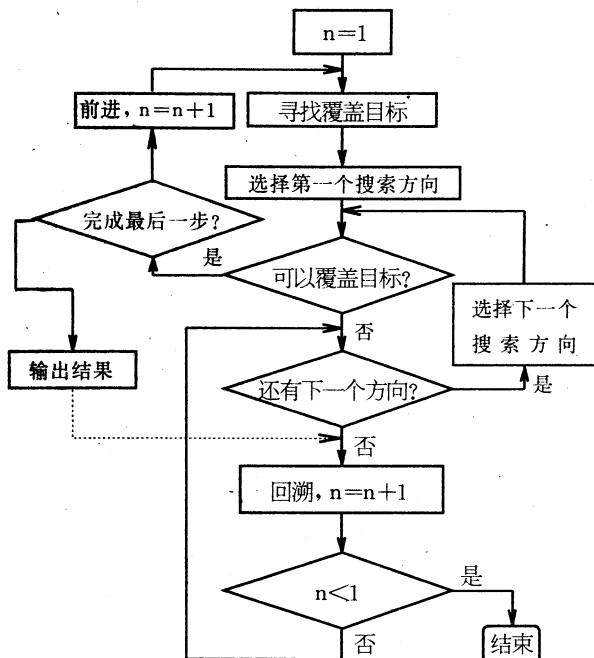 n=1
前进，n=n+1
寻找覆盖目标
选择第一个搜索方向
完成最后一步?
是
可以覆盖目标?
选择下一个
搜索方向
否
输出结果
还有下一个方向?
是
否
回溯，n=n+1
n<1
是
否
结束